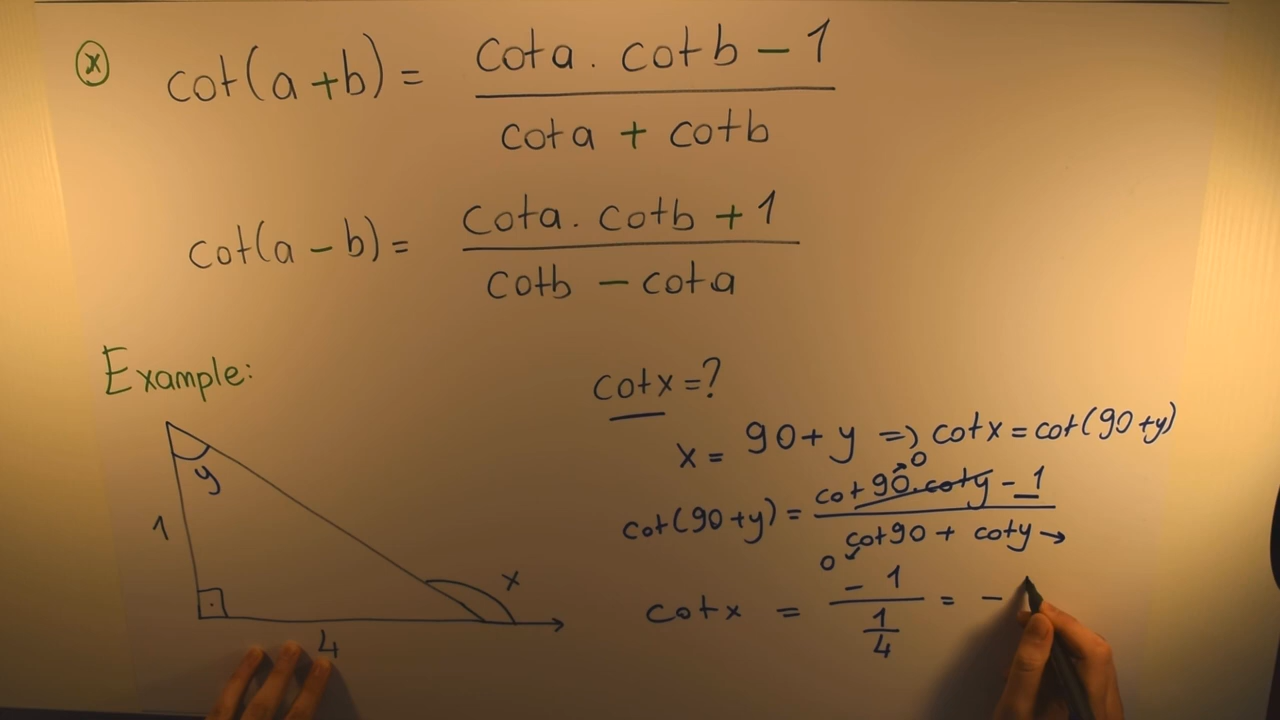 (x) cot(a+b) = cota . cotb - 1
cota + cotb
cot(a - b) = cota . cotb + 1
cotb - cota
Example:
cotx = ?
x = 90 + y => cotx = cot(90+y)
cot(90+y) = cot90.coty - 1 → 0
cot90 + coty →
0
cotx = - 1 = -
1
4
y
1
x
4